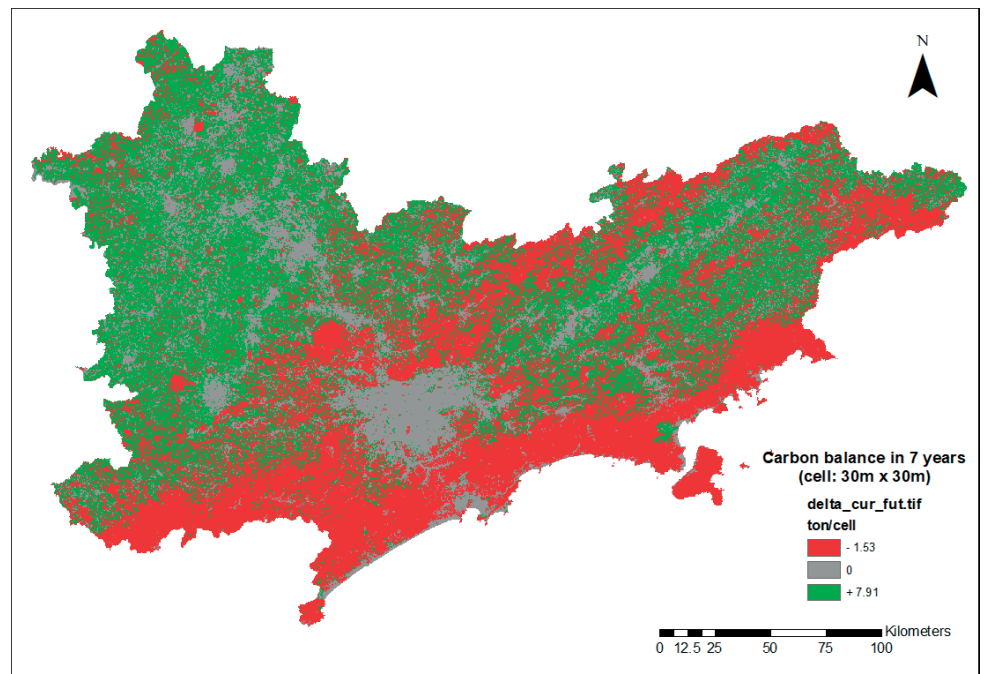 N
Carbon balance in 7 years
(cell: 30m x 30m)
delta_cur_fut.tif
ton/cell
- 1.53
0
+ 7.91
Kilometers
0 12.5 25 50 75 100